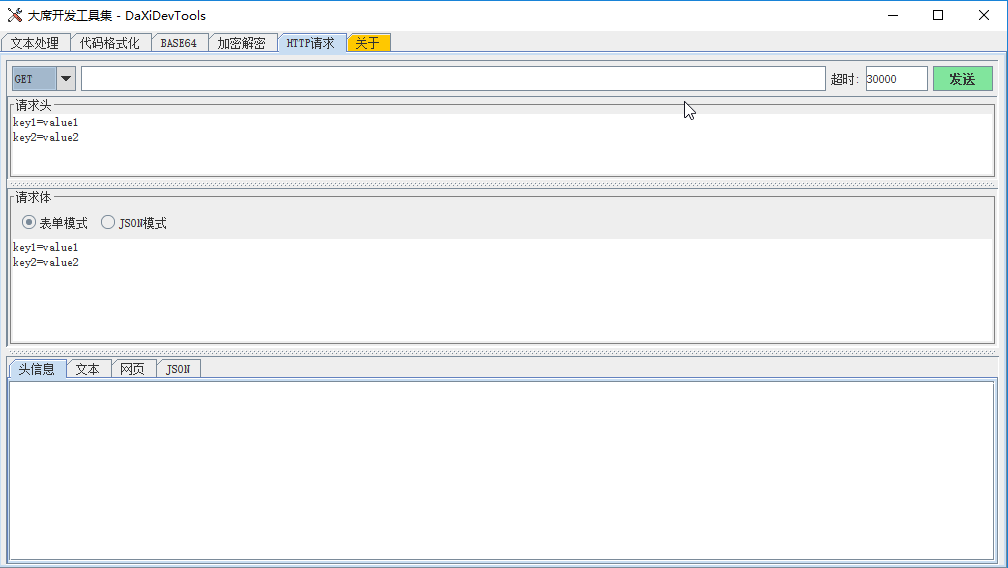 大席开发工具集 - DaXiDevTools
文本处理 代码格式化 BASE64 加密解密 HTTP请求 关于
GET 超时: 30000 发送
请求头
key1=value1
key2=value2
请求体
表单模式 JSON模式
key1=value1
key2=value2
头信息 文本 网页 JSON